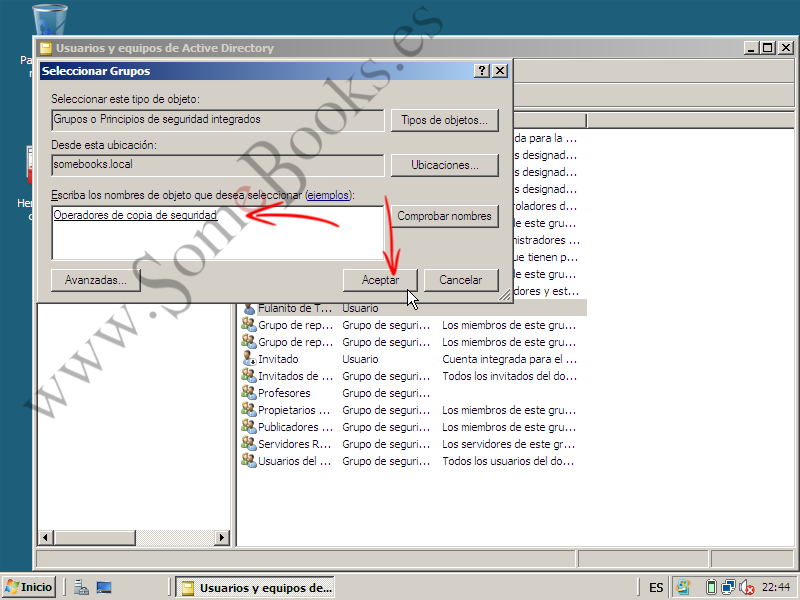 Pa
Usuarios y equipos de Active Directory
Seleccionar Grupos
Seleccionar este tipo de objeto:
Grupos o Principios de seguridad integrados
Tipos de objetos...
Desde esta ubicación:
somebooks.local
Ubicaciones...
Escriba los nombres de objeto que desea seleccionar (ejemplos):
Operadores de copia de seguridad
Comprobar nombres
Avanzadas...
Aceptar
Cancelar
da para la ...
s designad...
s designad...
s designad...
roladores d...
e este gru...
nistradores ...
ue tienen p...
e este gru...
dores y est...
Her
Fulanito de T... Usuario
Grupo de rep... Grupo de seguri... Los miembros de este gru...
Grupo de rep... Grupo de seguri... Los miembros de este gru...
Invitado Usuario Cuenta integrada para el ...
Invitados de ... Grupo de seguri... Todos los invitados del do...
Profesores Grupo de seguri...
Propietarios ... Grupo de seguri... Los miembros de este gru...
Publicadores ... Grupo de seguri... Los miembros de este gru...
Servidores R... Grupo de seguri... Los servidores de este gr...
Usuarios del ... Grupo de seguri... Todos los usuarios del do...
www.SomeBooks.es
Inicio
Usuarios y equipos de...
ES
22:44